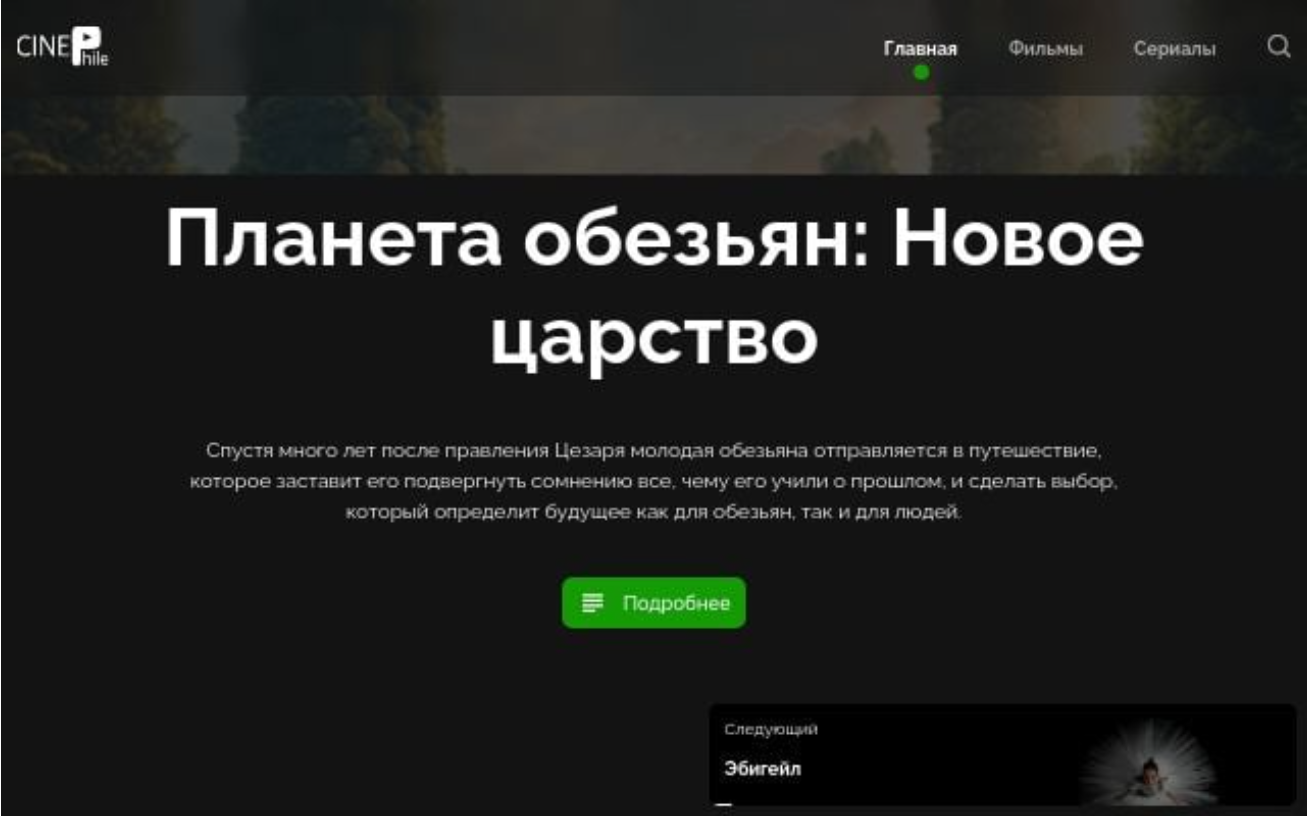 CINEPhile
Главная
Фильмы
Сериалы
Планета обезьян: Новое
царство
Спустя много лет после правления Цезаря молодая обезьяна отправляется в путешествие,
которое заставит его подвергнуть сомнению все, чему его учили о прошлом, и сделать выбор,
который определит будущее как для обезьян, так и для людей.
Подробнее
Следующий
Эбигейл